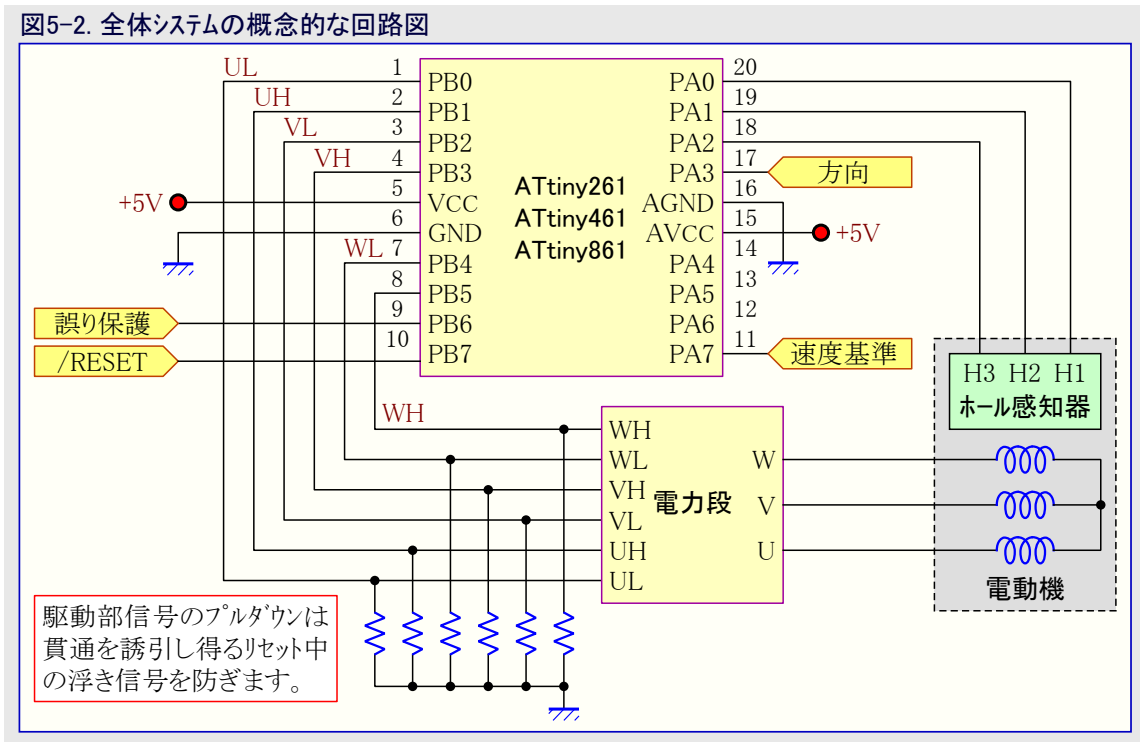 図5-2. 全体システムの概念的な回路図
UL
UH
VL
VH
+5V
WL
誤り保護
/RESET
1
2
3
4
5
6
7
8
9
10
PB0
PB1
PB2
PB3
VCC
GND
PB4
PB5
PB6
PB7
ATtiny261
ATtiny461
ATtiny861
PA0
PA1
PA2
PA3
AGND
AVCC
PA4
PA5
PA6
PA7
20
19
18
17
16
15
14
13
12
11
方向
+5V
速度基準
H3 H2 H1
ホール感知器
WH
WH
WL
VH
VL
UH
UL
電力段
W
V
U
電動機
駆動部信号のプルダウンは
貫通を誘引し得るリセット中
の浮き信号を防ぎます。